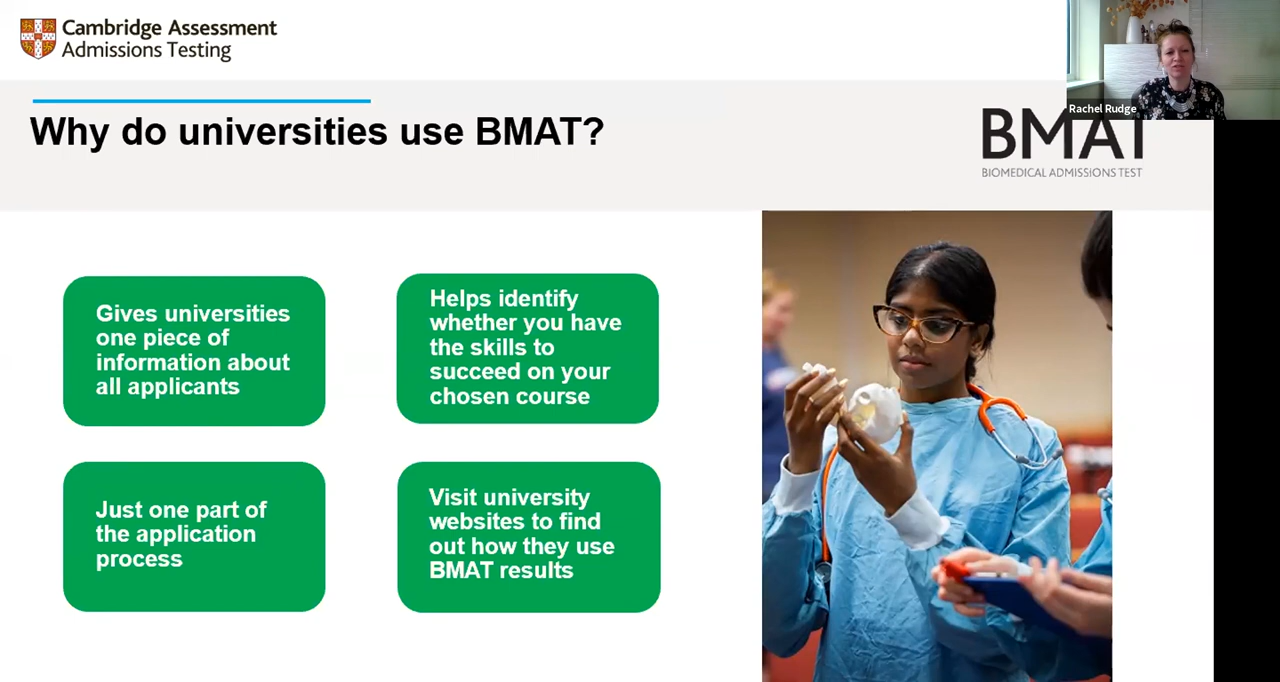 Cambridge Assessment
Admissions Testing
Rachel Rudge
Why do universities use BMAT?
BMAT
BIOMEDICAL ADMISSIONS TEST
Gives universities
one piece of
information about
all applicants
Helps identify
whether you have
the skills to
succeed on your
chosen course
Just one part of
the application
process
Visit university
websites to find
out how they use
BMAT results